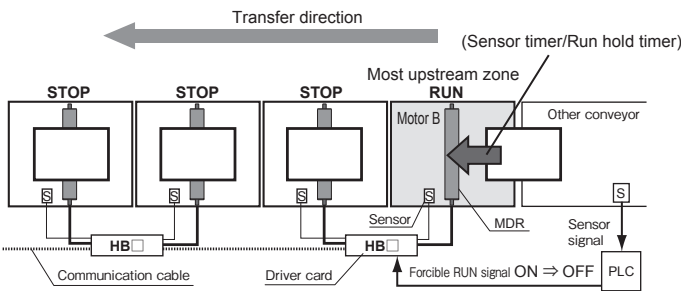 Transfer direction
(Sensor timer/Run hold timer)
Most upstream zone
STOP STOP STOP RUN
Motor B
Other conveyor
S S S S S
Sensor
MDR
Sensor
signal
HB□ HB□
Communication cable
Driver card
Forcible RUN signal ON ⇒ OFF
PLC